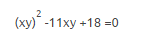 (xy)² -11xy +18 =0